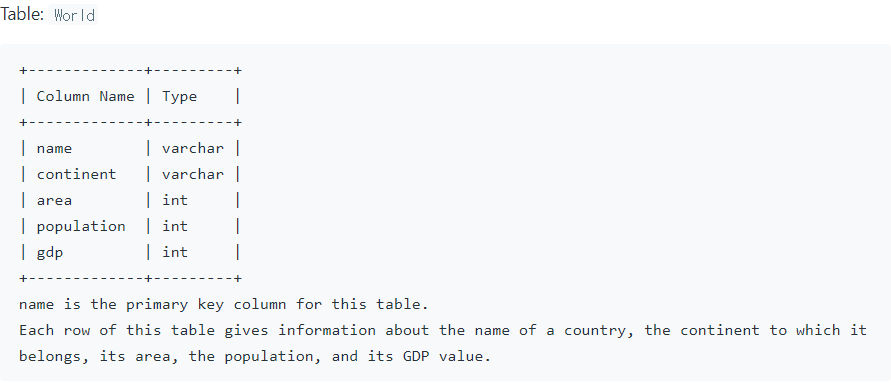 Table: World
+-------------+---------+
| Column Name | Type    |
+-------------+---------+
| name        | varchar |
| continent   | varchar |
| area        | int     |
| population  | int     |
| gdp         | int     |
+-------------+---------+
name is the primary key column for this table.
Each row of this table gives information about the name of a country, the continent to which it
belongs, its area, the population, and its GDP value.